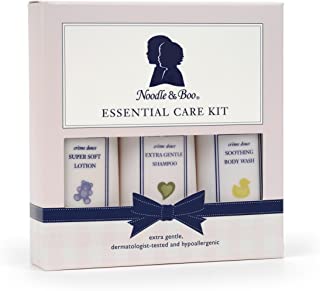 Noodle & Boo®
ESSENTIAL CARE KIT
crème douce
SUPER SOFT
LOTION
crème douce
EXTRA GENTLE
SHAMPOO
crème douce
SOOTHING
BODY WASH
extra gentle,
dermatologist-tested and hypoallergenic